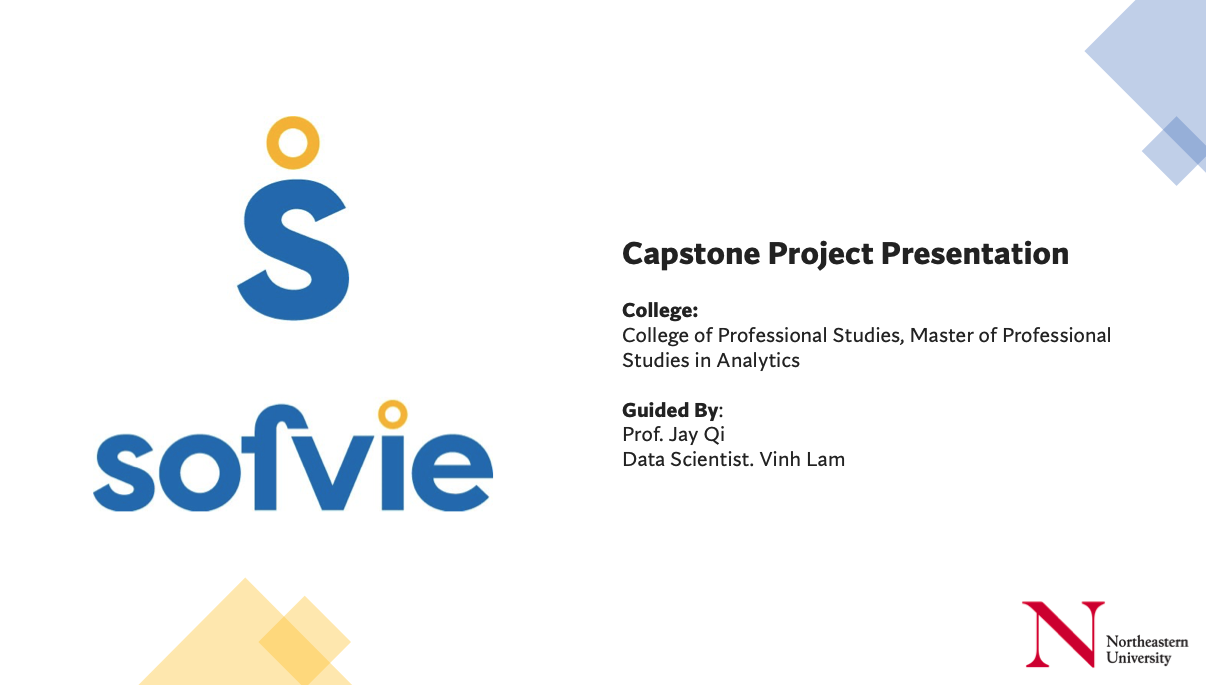 s
sofvie
Capstone Project Presentation
College:
College of Professional Studies, Master of Professional
Studies in Analytics
Guided By:
Prof. Jay Qi
Data Scientist. Vinh Lam
N
Northeastern
University